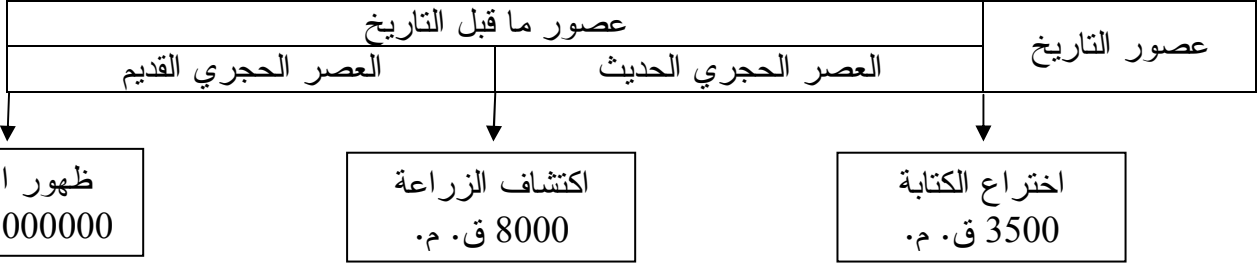 عصور ما قبل التاريخ
عصور التاريخ
العصر الحجري القديم
العصر الحجري الحديث
ظهور
000000
اكتشاف الزراعة
8000 ق. م.
اختراع الكتابة
3500 ق. م.